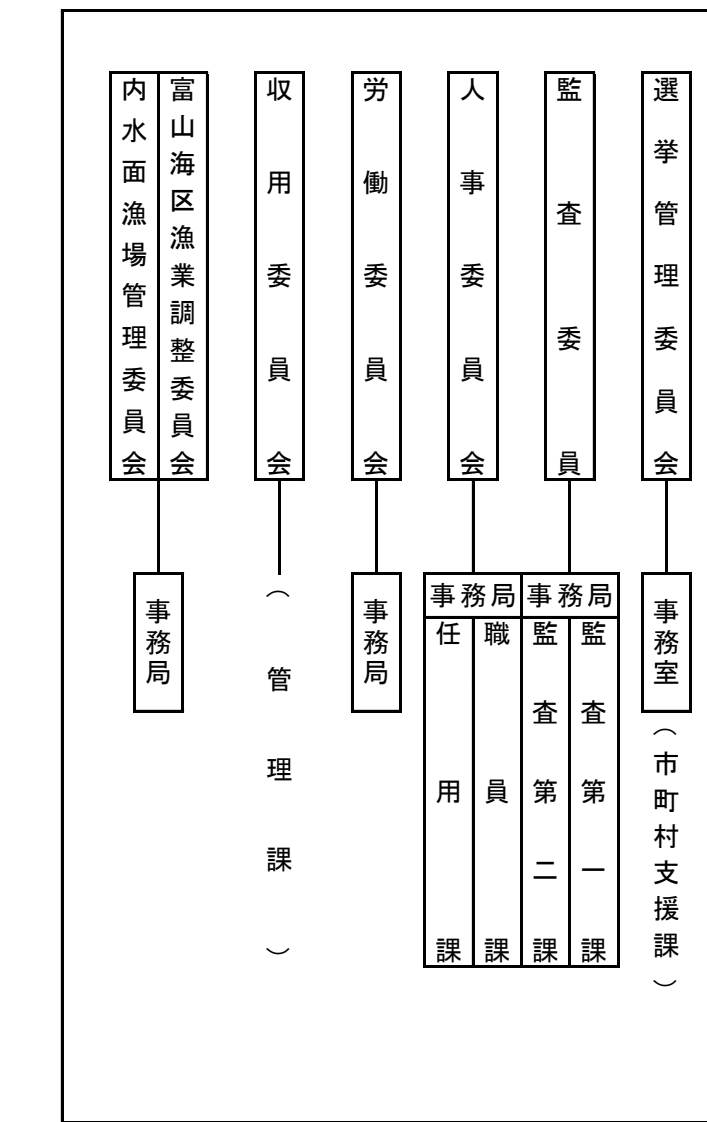 選挙管理委員会
事務室
（市町村支援課）
監査委員
事務局
監査第一課
監査第二課
人事委員会
事務局
職員課
任用課
労働委員会
事務局
収用委員会
（管理課）
富山海区漁業調整委員会
内水面漁場管理委員会
事務局